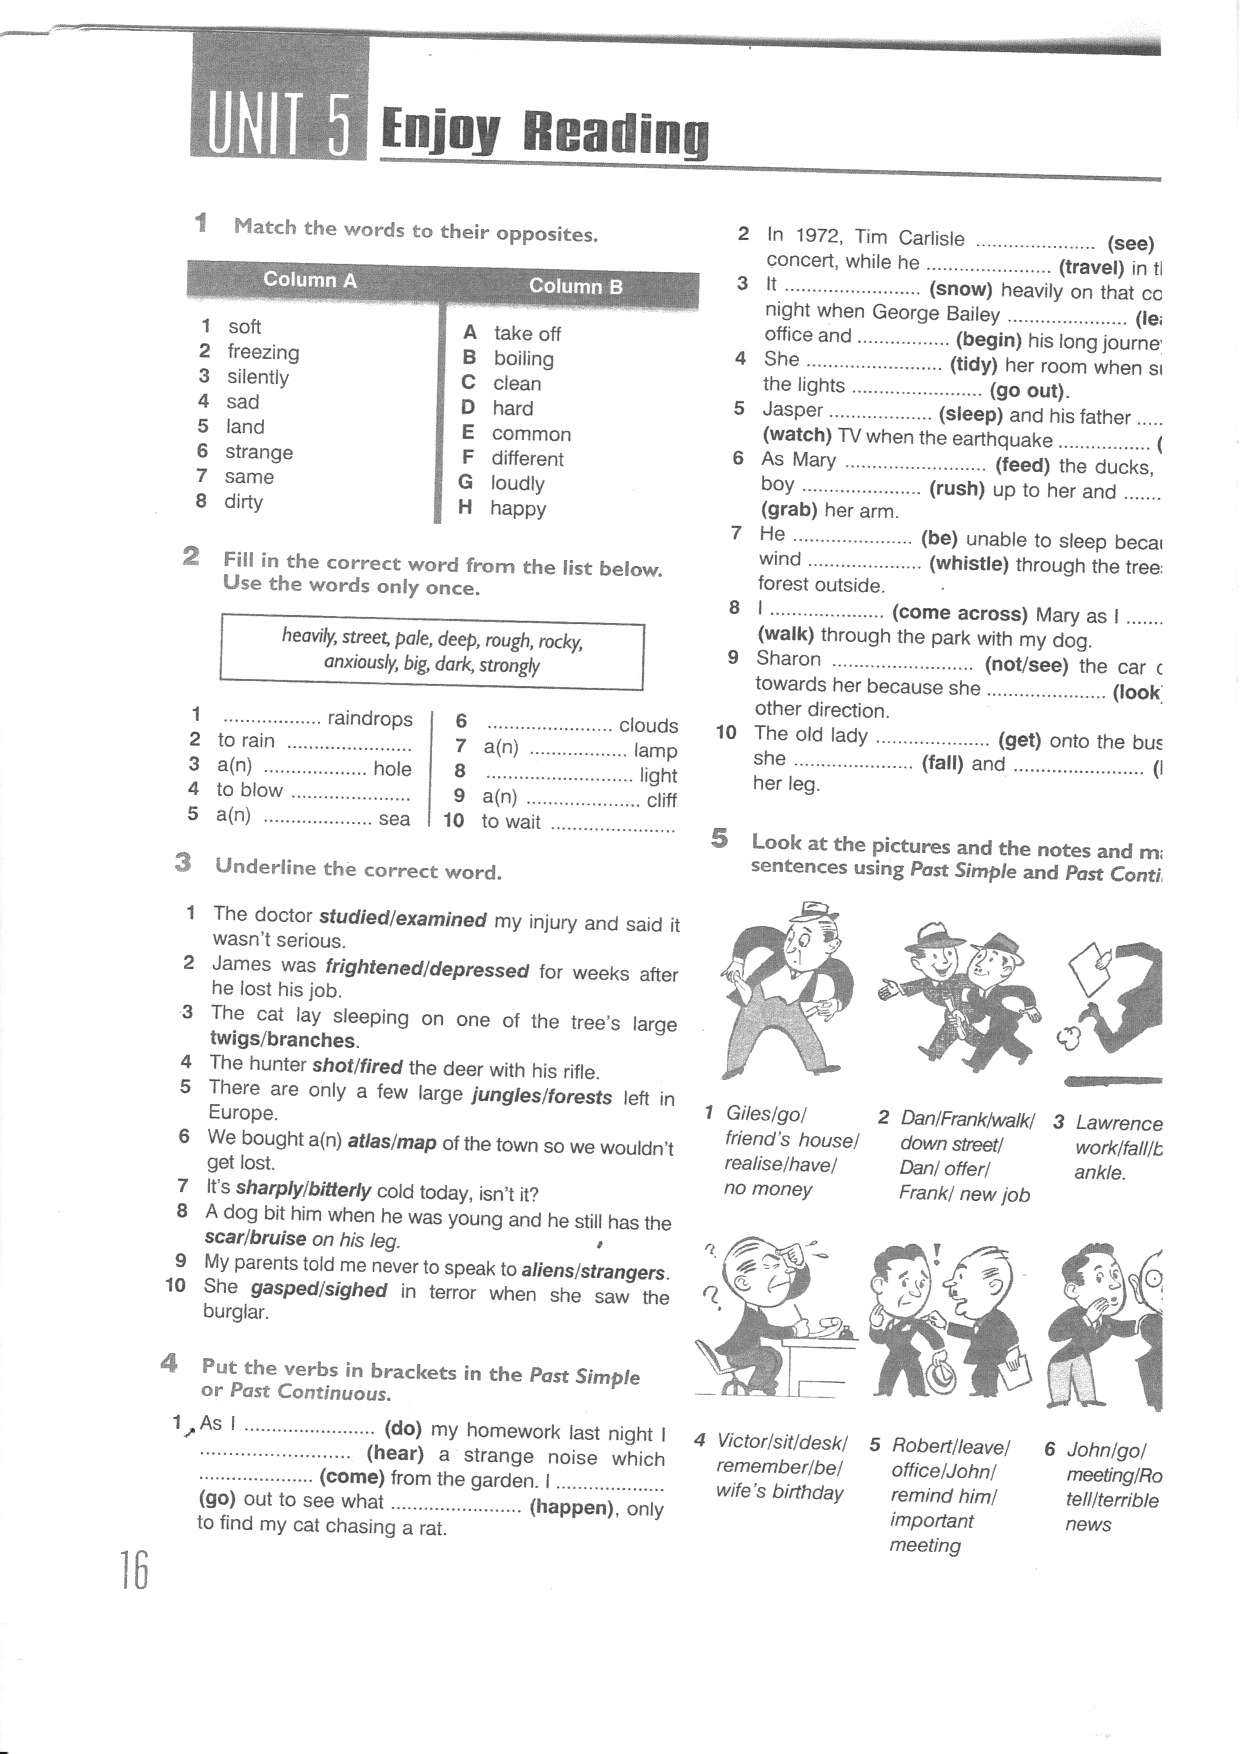 UNIT 5 Enjoy Reading
1 Match the words to their opposites.
Column A Column B
1 soft A take off
2 freezing B boiling
3 silently C clean
4 sad D hard
5 land E common
6 strange F different
7 same G loudly
8 dirty H happy
2 Fill in the correct word from the list below.
Use the words only once.
heavily, street, pale, deep, rough, rocky,
anxiously, big, dark, strongly
1 .................. raindrops
2 to rain .......................
3 a(n) ................... hole
4 to blow ......................
5 a(n) .................... sea
6 ....................... clouds
7 a(n) .................. lamp
8 ........................... light
9 a(n) ..................... cliff
10 to wait .......................
3 Underline the correct word.
1 The doctor studied/examined my injury and said it
wasn't serious.
2 James was frightened/depressed for weeks after
he lost his job.
3 The cat lay sleeping on one of the tree's large
twigs/branches.
4 The hunter shot/fired the deer with his rifle.
5 There are only a few large jungles/forests left in
Europe.
6 We bought a(n) atlas/map of the town so we wouldn't
get lost.
7 It's sharply/bitterly cold today, isn't it?
8 A dog bit him when he was young and he still has the
scar/bruise on his leg.
9 My parents told me never to speak to aliens/strangers.
10 She gasped/sighed in terror when she saw the
burglar.
4 Put the verbs in brackets in the Past Simple
or Past Continuous.
1 As I ........................ (do) my homework last night I
............................ (hear) a strange noise which
..................... (come) from the garden. I ....................
(go) out to see what ........................ (happen), only
to find my cat chasing a rat.
16
2 In 1972, Tim Carlisle ...................... (see)
concert, while he ....................... (travel) in
3 It ......................... (snow) heavily on that
night when George Bailey ......................
office and ................. (begin) his long
4 She ......................... (tidy) her room when
the lights ........................ (go out).
5 Jasper ................... (sleep) and his father .....
(watch) TV when the earthquake ................. (
6 As Mary .......................... (feed) the ducks,
boy ...................... (rush) up to her and .......
(grab) her arm.
7 He ...................... (be) unable to sleep
wind ..................... (whistle) through the
forest outside.
8 I ..................... (come across) Mary as I .......
(walk) through the park with my dog.
9 Sharon .......................... (not/see) the car
towards her because she ...................... (look
other direction.
10 The old lady ..................... (get) onto the
she ...................... (fall) and ........................ (
her leg.
5 Look at the pictures and the notes and
sentences using Past Simple and Past
1 Giles/go/
friend's house/
realise/have/
no money
2 Dan/Frank/walk/
down street/
Dan/ offer/
Frank/ new job
3 Lawrence
work/fall/
ankle.
? ? ?
!
4 Victor/sit/desk/
remember/be/
wife's birthday
5 Robert/leave/
office/John/
remind him/
important
meeting
6 John/go/
meeting/Ro
tell/terrible
news